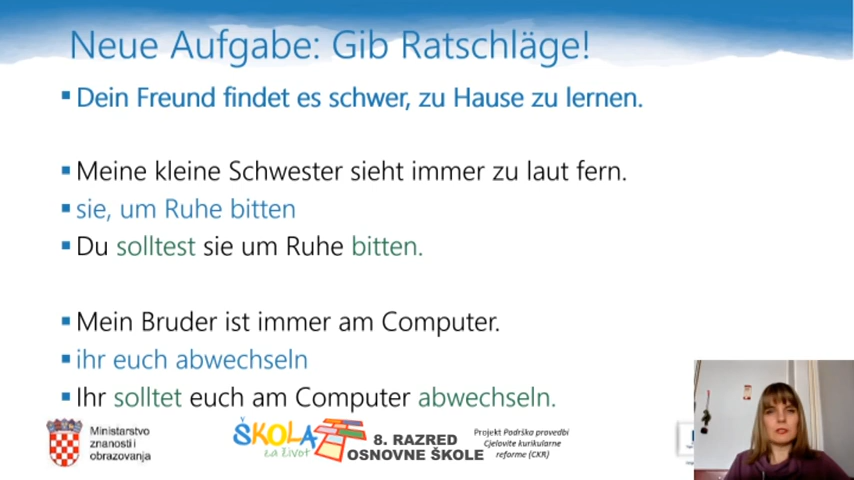 Neue Aufgabe: Gib Ratschläge!
Dein Freund findet es schwer, zu Hause zu lernen.
Meine kleine Schwester sieht immer zu laut fern.
sie, um Ruhe bitten
Du solltest sie um Ruhe bitten.
Mein Bruder ist immer am Computer.
ihr euch abwechseln
Ihr solltet euch am Computer abwechseln.
Ministarstvo
znanosti i
obrazovanja
ŠKOLA
za život
8. RAZRED
OSNOVNE ŠKOLE
Projekt Podrška provedbi
Cjelovite kurikularne
reforme (CKR)